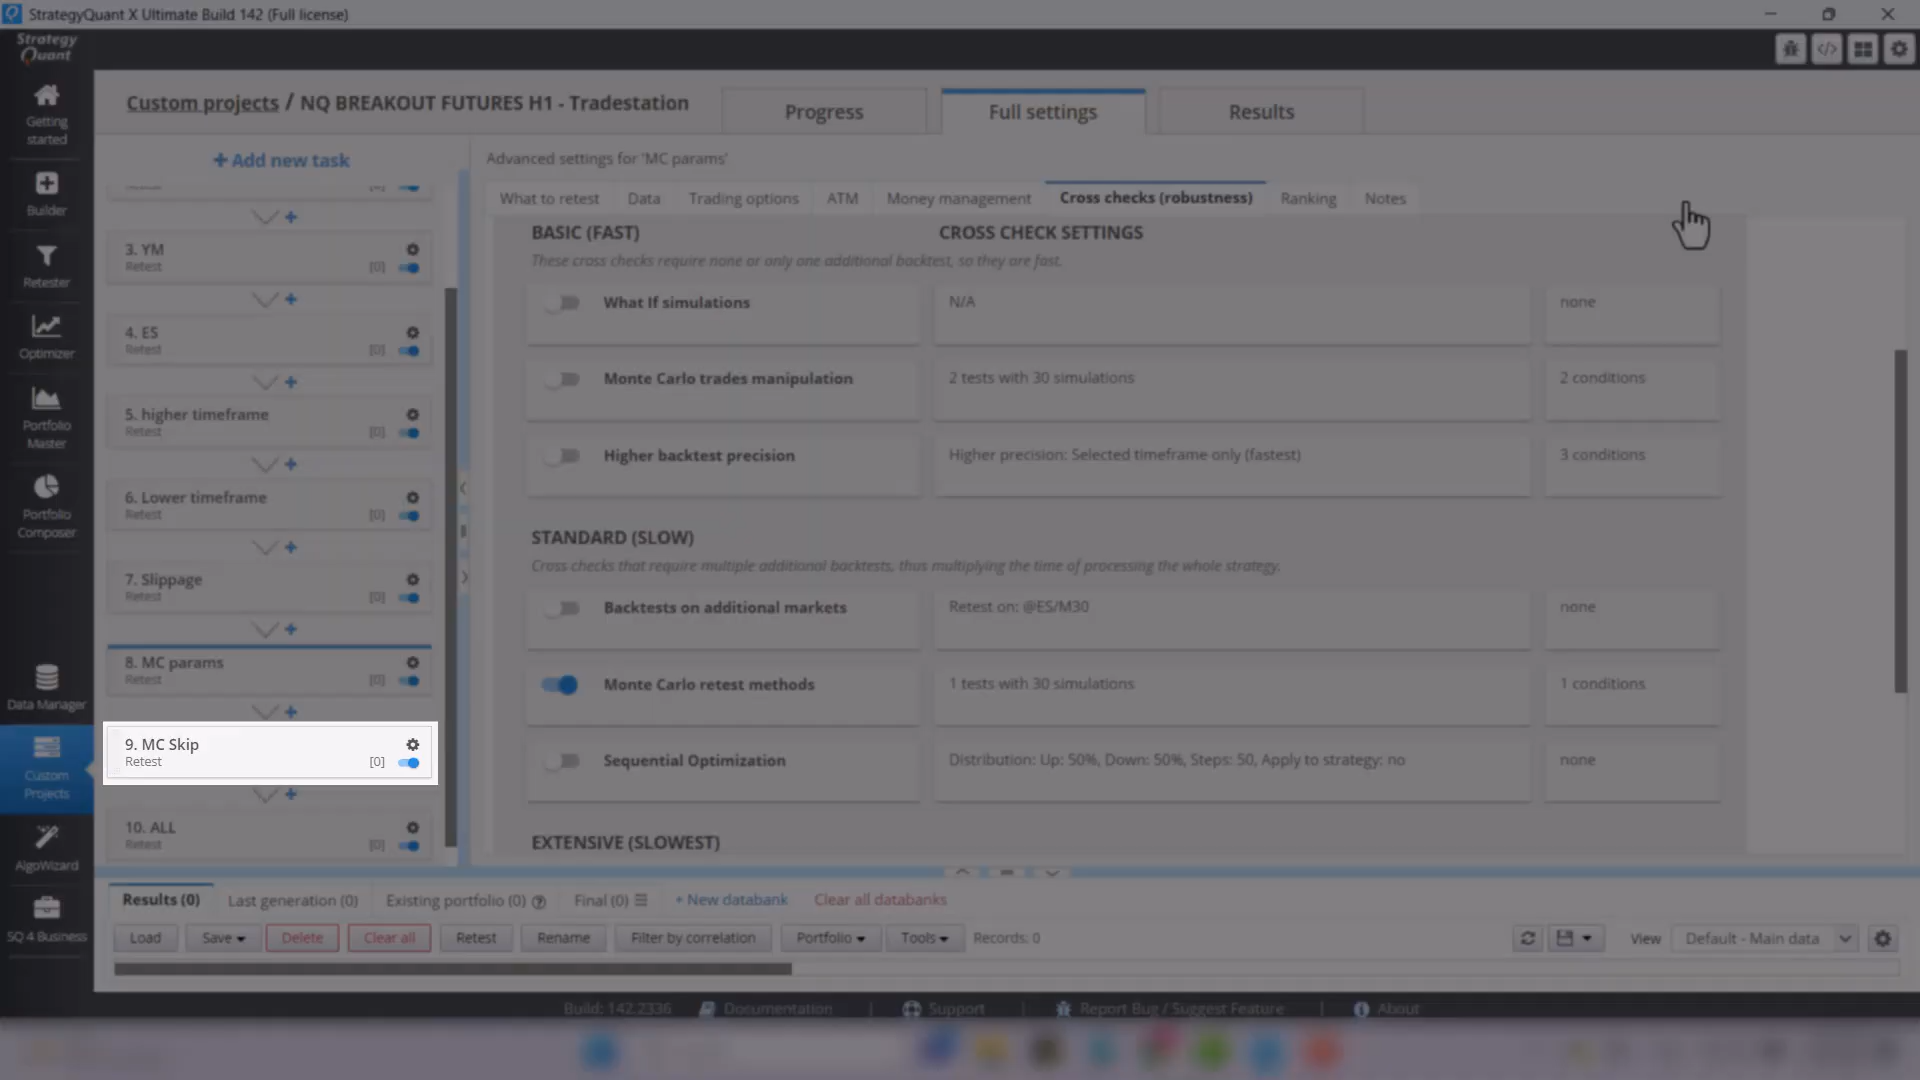 StrategyQuant X Ultimate Build 142 (Full license)
Strategy
Quant
Getting
started
Builder
Retester
Optimizer
Portfolio
Master
Portfolio
Composer
Data Manager
Custom
Projects
AlgoWizard
SQ 4 Business
Custom projects / NQ BREAKOUT FUTURES H1 - Tradestation
Progress
Full settings
Results
+ Add new task
3. YM
Retest [0]
4. ES
Retest [0]
5. higher timeframe
Retest [0]
6. Lower timeframe
Retest [0]
7. Slippage
Retest [0]
8. MC params
Retest [0]
9. MC Skip
Retest [0]
10. ALL
Retest [0]
Advanced settings for 'MC params'
What to retest Data Trading options ATM Money management Cross checks (robustness) Ranking Notes
BASIC (FAST) CROSS CHECK SETTINGS
These cross checks require none or only one additional backtest, so they are fast.
What If simulations N/A none
Monte Carlo trades manipulation 2 tests with 30 simulations 2 conditions
Higher backtest precision Higher precision: Selected timeframe only (fastest) 3 conditions
STANDARD (SLOW)
Cross checks that require multiple additional backtests, thus multiplying the time of processing the whole strategy.
Backtests on additional markets Retest on: @ES/M30 none
Monte Carlo retest methods 1 tests with 30 simulations 1 conditions
Sequential Optimization Distribution: Up: 50%, Down: 50%, Steps: 50, Apply to strategy: no none
EXTENSIVE (SLOWEST)
Results (0) Last generation (0) Existing portfolio (0) Final (0) + New databank Clear all databanks
Load Save Delete Clear all Retest Rename Filter by correlation Portfolio Tools Records: 0 View Default - Main data
Build: 142.2336 Documentation | Support | Report Bug / Suggest Feature | About